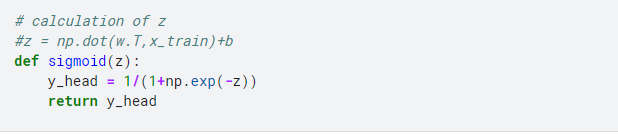 # calculation of z
#z = np.dot(w.T,x_train)+b
def sigmoid(z):
    y_head = 1/(1+np.exp(-z))
    return y_head